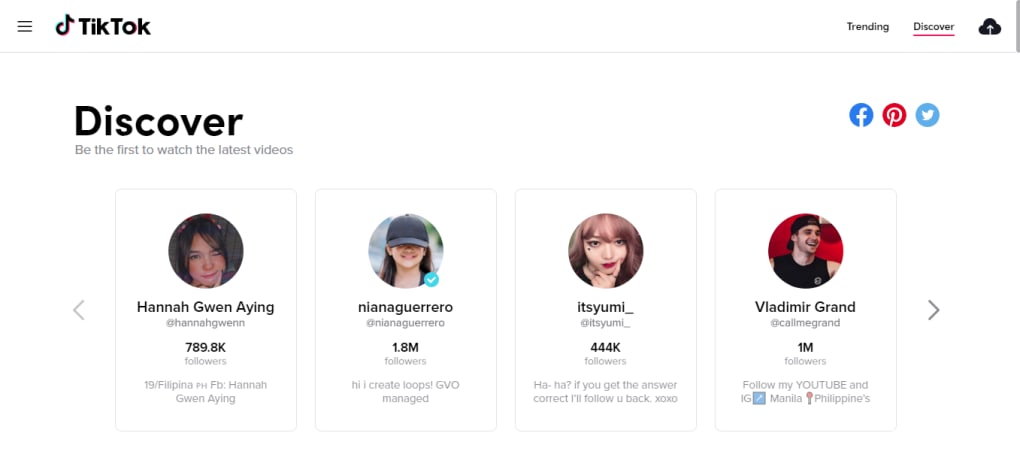 TikTok
Trending
Discover
Discover
Be the first to watch the latest videos
Hannah Gwen Aying
@hannahgwenn
789.8K
followers
19/Filipina PH Fb: Hannah
Gwen Aying
nianaguerrero
@nianaguerrero
1.8M
followers
hi i create loops! GVO
managed
itsyumi_
@itsyumi_
444K
followers
Ha- ha? if you get the answer
correct I'll follow u back. xoxo
Vladimir Grand
@callmegrand
1M
followers
Follow my YOUTUBE and
IG↗️ Manila 📍Philippine's